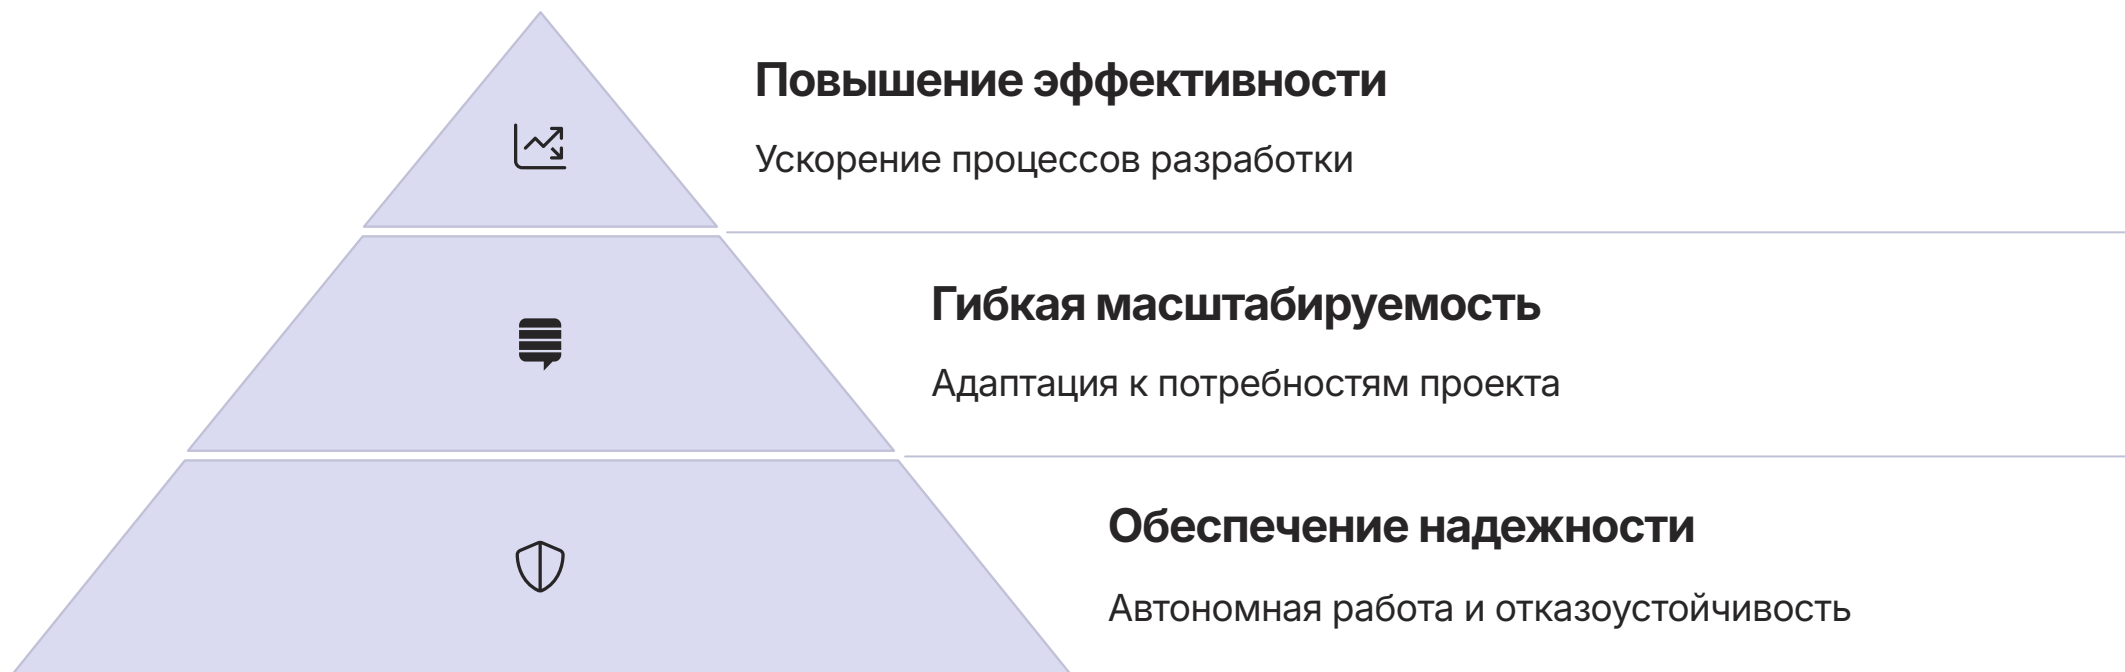 Повышение эффективности
Ускорение процессов разработки
Гибкая масштабируемость
Адаптация к потребностям проекта
Обеспечение надежности
Автономная работа и отказоустойчивость